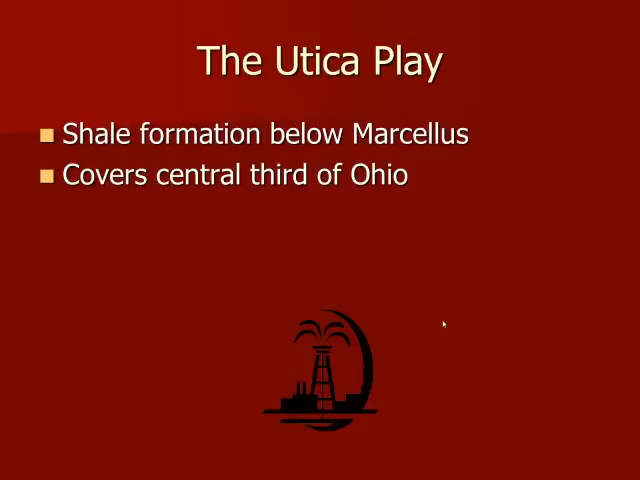 The Utica Play
Shale formation below Marcellus
Covers central third of Ohio